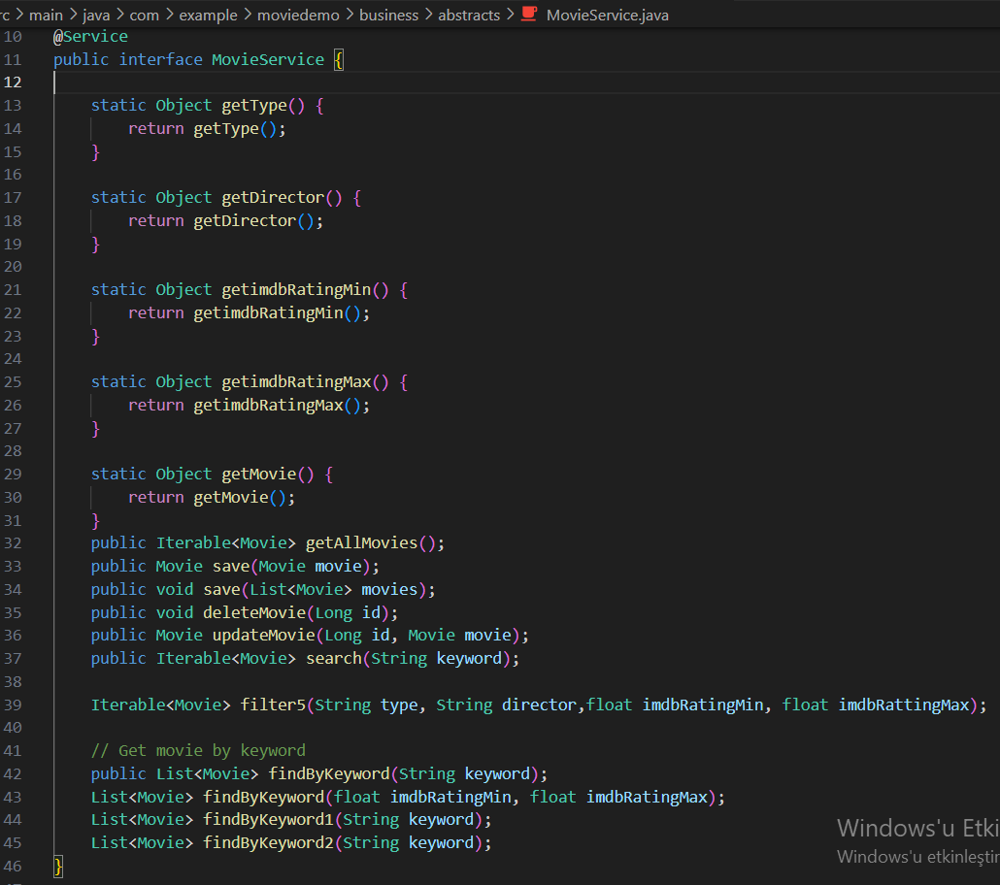 rc > main > java > com > example > moviedemo > business > abstracts > MovieService.java
10 @Service
11 public interface MovieService {
12
13     static Object getType() {
14         return getType();
15     }
16
17     static Object getDirector() {
18         return getDirector();
19     }
20
21     static Object getimdbRatingMin() {
22         return getimdbRatingMin();
23     }
24
25     static Object getimdbRatingMax() {
26         return getimdbRatingMax();
27     }
28
29     static Object getMovie() {
30         return getMovie();
31     }
32     public Iterable<Movie> getAllMovies();
33     public Movie save(Movie movie);
34     public void save(List<Movie> movies);
35     public void deleteMovie(Long id);
36     public Movie updateMovie(Long id, Movie movie);
37     public Iterable<Movie> search(String keyword);
38
39     Iterable<Movie> filter5(String type, String director,float imdbRatingMin, float imdbRattingMax);
40
41     // Get movie by keyword
42     public List<Movie> findByKeyword(String keyword);
43     List<Movie> findByKeyword(float imdbRatingMin, float imdbRatingMax);
44     List<Movie> findByKeyword1(String keyword);
45     List<Movie> findByKeyword2(String keyword);
46 }
Windows'u Etki
Windows'u etkinleştir